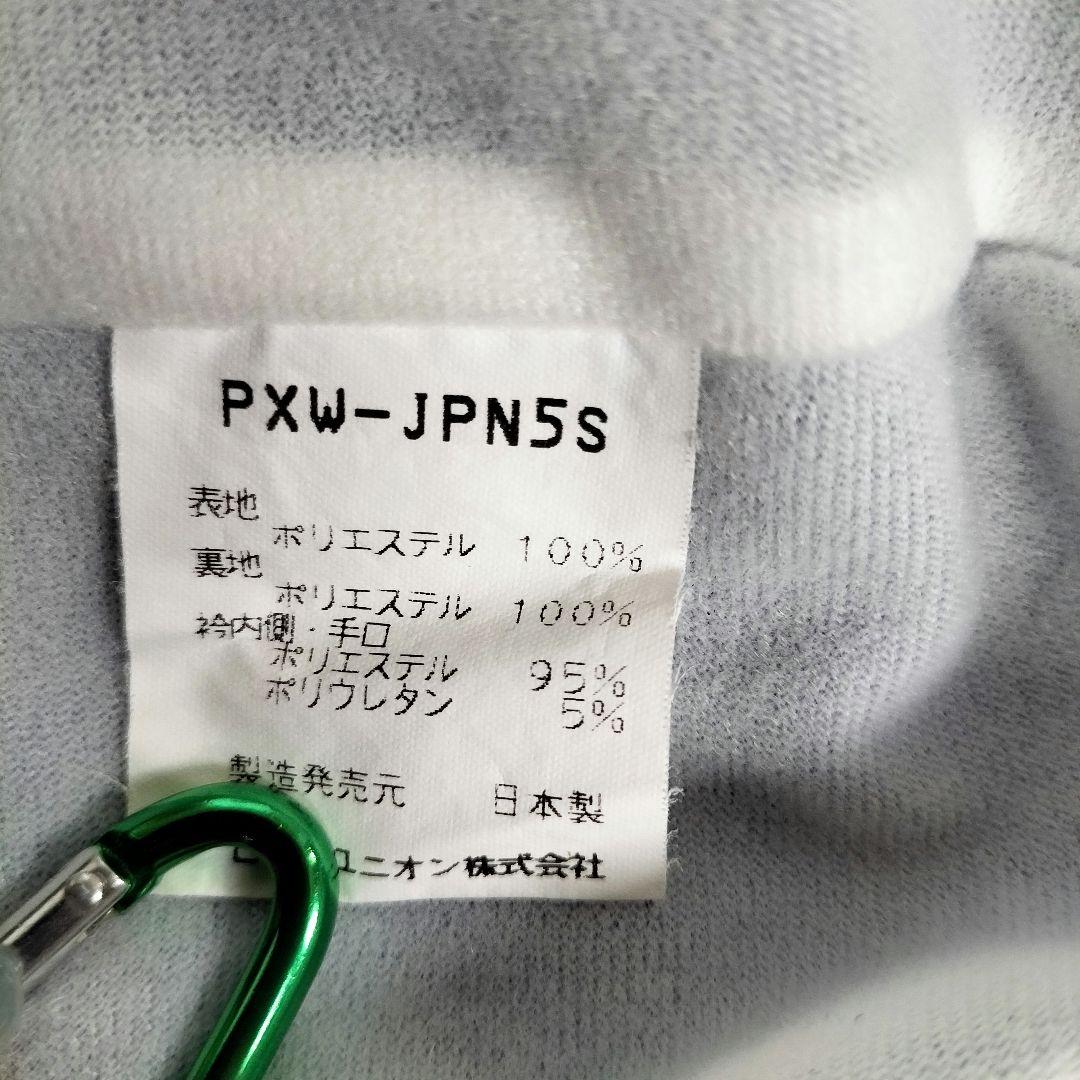 PXW-JPN5S
表地
ポリエステル 100%
裏地
ポリエステル 100%
衿内側・手口
ポリエステル 95%
ポリウレタン 5%
製造発売元 日本製
ユニオン株式会社